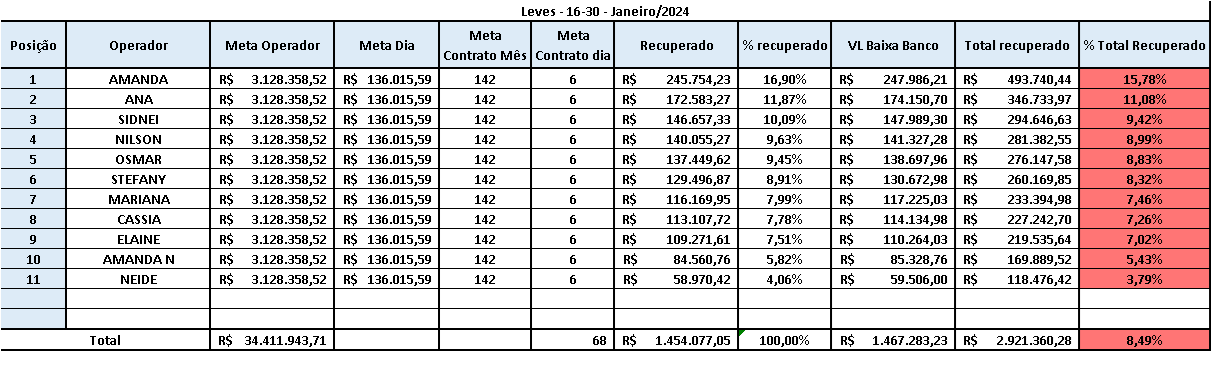 Leves - 16-30 - Janeiro/2024
Posição Operador Meta Operador Meta Dia Meta Contrato Mês Meta Contrato dia Recuperado % recuperado VL Baixa Banco Total recuperado % Total Recuperado
1 AMANDA R$ 3.128.358,52 R$ 136.015,59 142 6 R$ 245.754,23 16,90% R$ 247.986,21 R$ 493.740,44 15,78%
2 ANA R$ 3.128.358,52 R$ 136.015,59 142 6 R$ 172.583,27 11,87% R$ 174.150,70 R$ 346.733,97 11,08%
3 SIDNEI R$ 3.128.358,52 R$ 136.015,59 142 6 R$ 146.657,33 10,09% R$ 147.989,30 R$ 294.646,63 9,42%
4 NILSON R$ 3.128.358,52 R$ 136.015,59 142 6 R$ 140.055,27 9,63% R$ 141.327,28 R$ 281.382,55 8,99%
5 OSMAR R$ 3.128.358,52 R$ 136.015,59 142 6 R$ 137.449,62 9,45% R$ 138.697,96 R$ 276.147,58 8,83%
6 STEFANY R$ 3.128.358,52 R$ 136.015,59 142 6 R$ 129.496,87 8,91% R$ 130.672,98 R$ 260.169,85 8,32%
7 MARIANA R$ 3.128.358,52 R$ 136.015,59 142 6 R$ 116.169,95 7,99% R$ 117.225,03 R$ 233.394,98 7,46%
8 CASSIA R$ 3.128.358,52 R$ 136.015,59 142 6 R$ 113.107,72 7,78% R$ 114.134,98 R$ 227.242,70 7,26%
9 ELAINE R$ 3.128.358,52 R$ 136.015,59 142 6 R$ 109.271,61 7,51% R$ 110.264,03 R$ 219.535,64 7,02%
10 AMANDA N R$ 3.128.358,52 R$ 136.015,59 142 6 R$ 84.560,76 5,82% R$ 85.328,76 R$ 169.889,52 5,43%
11 NEIDE R$ 3.128.358,52 R$ 136.015,59 142 6 R$ 58.970,42 4,06% R$ 59.506,00 R$ 118.476,42 3,79%
Total R$ 34.411.943,71 68 R$ 1.454.077,05 100,00% R$ 1.467.283,23 R$ 2.921.360,28 8,49%